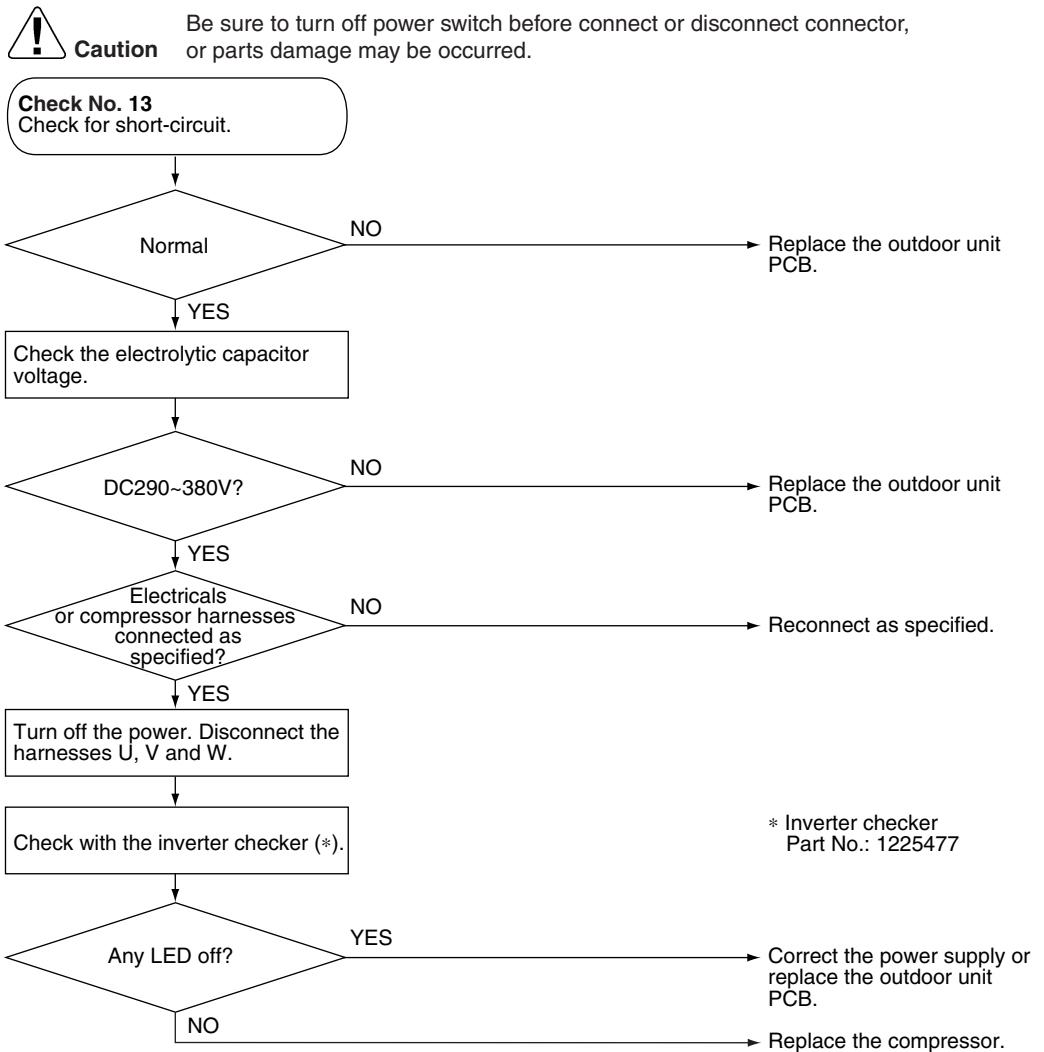 Be sure to turn off power switch before connect or disconnect connector,
Caution or parts damage may be occurred.
Check No. 13
Check for short-circuit.
Normal
NO
Replace the outdoor unit
PCB.
YES
Check the electrolytic capacitor
voltage.
DC290~380V?
NO
Replace the outdoor unit
PCB.
YES
Electricals
or compressor harnesses
connected as
specified?
NO
Reconnect as specified.
YES
Turn off the power. Disconnect the
harnesses U, V and W.
Check with the inverter checker (*).
* Inverter checker
Part No.: 1225477
Any LED off?
YES
Correct the power supply or
replace the outdoor unit
PCB.
NO
Replace the compressor.